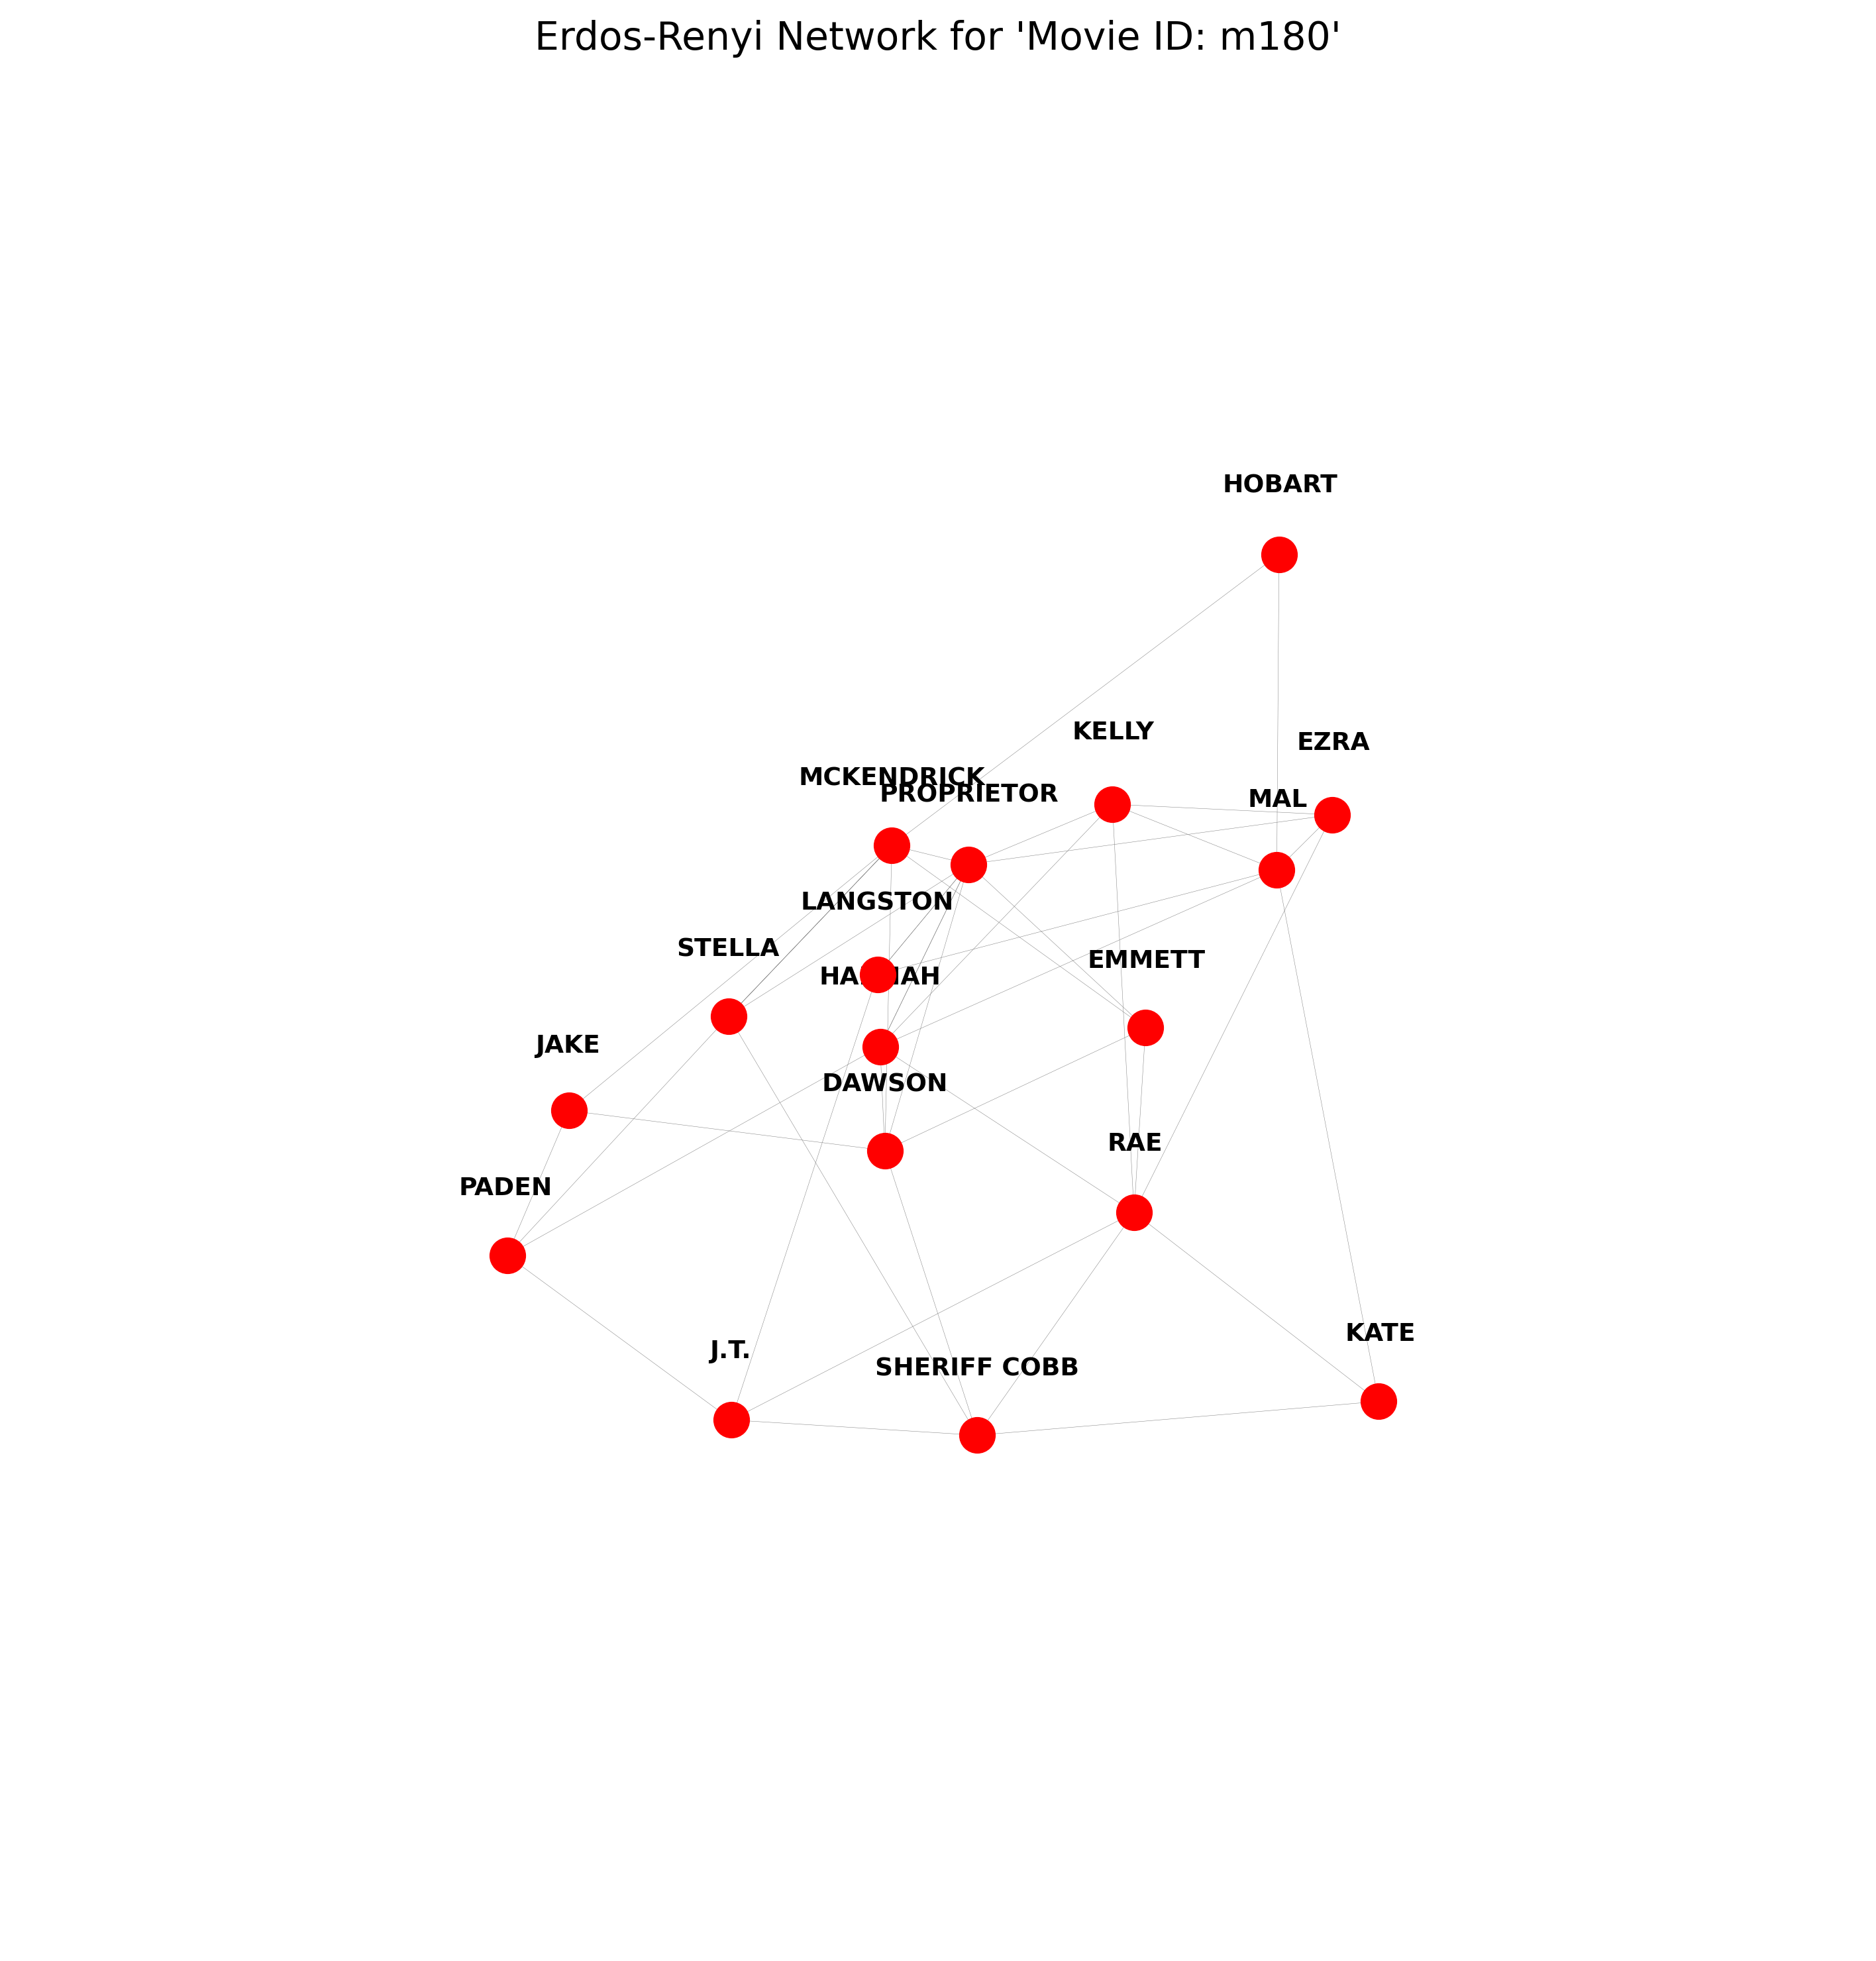 Erdos-Renyi Network for 'Movie ID: m180'
HOBART
KELLY
EZRA
MCKENDRICK
PROPRIETOR
MAL
LANGSTON
STELLA
EMMETT
JAKE
DAWSON
RAE
PADEN
KATE
J.T.
SHERIFF COBB